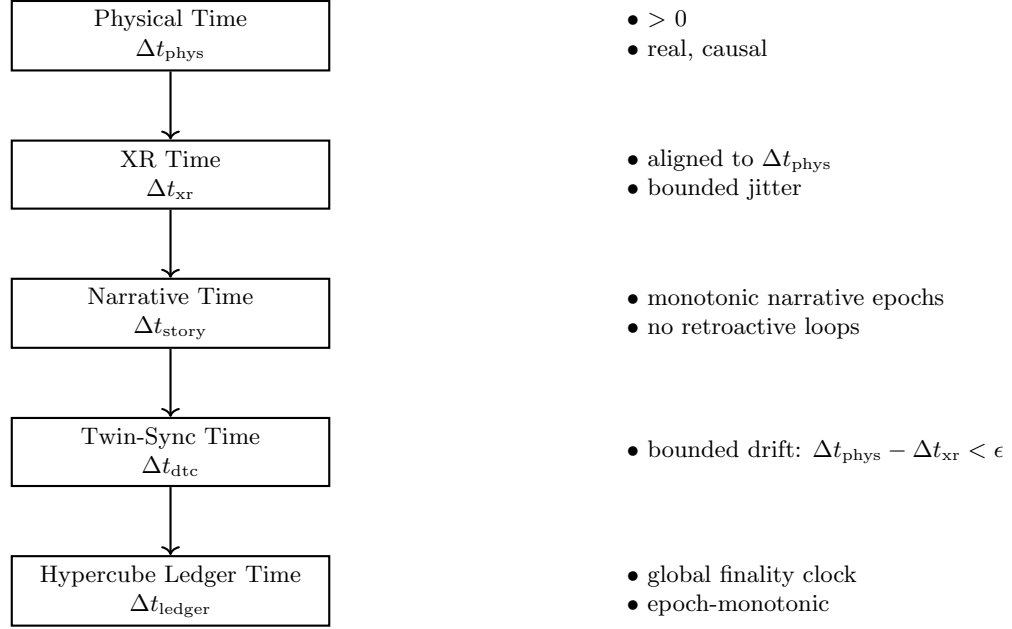 Physical Time
Δt_phys
• > 0
• real, causal
XR Time
Δt_xr
• aligned to Δt_phys
• bounded jitter
Narrative Time
Δt_story
• monotonic narrative epochs
• no retroactive loops
Twin-Sync Time
Δt_dtc
• bounded drift: Δt_phys − Δt_xr < ϵ
Hypercube Ledger Time
Δt_ledger
• global finality clock
• epoch-monotonic